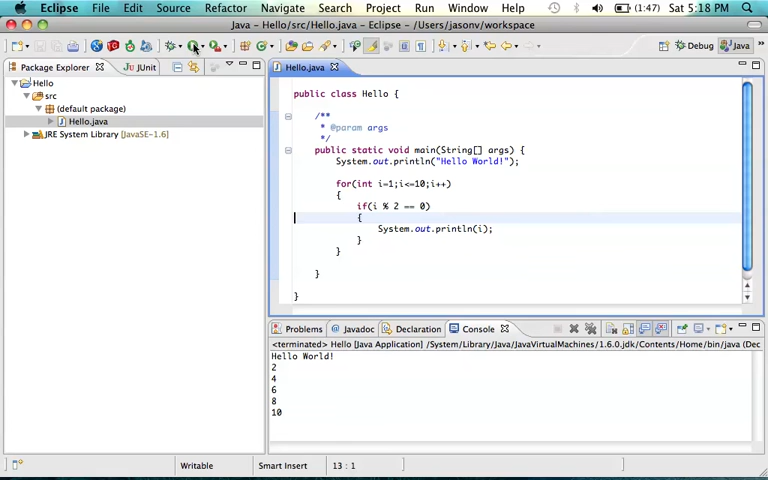 Eclipse File Edit Source Refactor Navigate Search Project Run Window Help (1:47) Sat 5:18 PM
Java - Hello/src/Hello.java - Eclipse - /Users/jasonv/workspace
Debug Java
Package Explorer JUnit
Hello
src
(default package)
Hello.java
JRE System Library [JavaSE-1.6]
Hello.java
public class Hello {
/**
* @param args
*/
public static void main(String[] args) {
System.out.println("Hello World!");
for(int i=1;i<=10;i++)
{
if(i % 2 == 0)
{
System.out.println(i);
}
}
}
}
Problems Javadoc Declaration Console
<terminated> Hello [Java Application] /System/Library/Java/JavaVirtualMachines/1.6.0.jdk/Contents/Home/bin/java (Dec
Hello World!
2
4
6
8
10
Writable Smart Insert 13 : 1